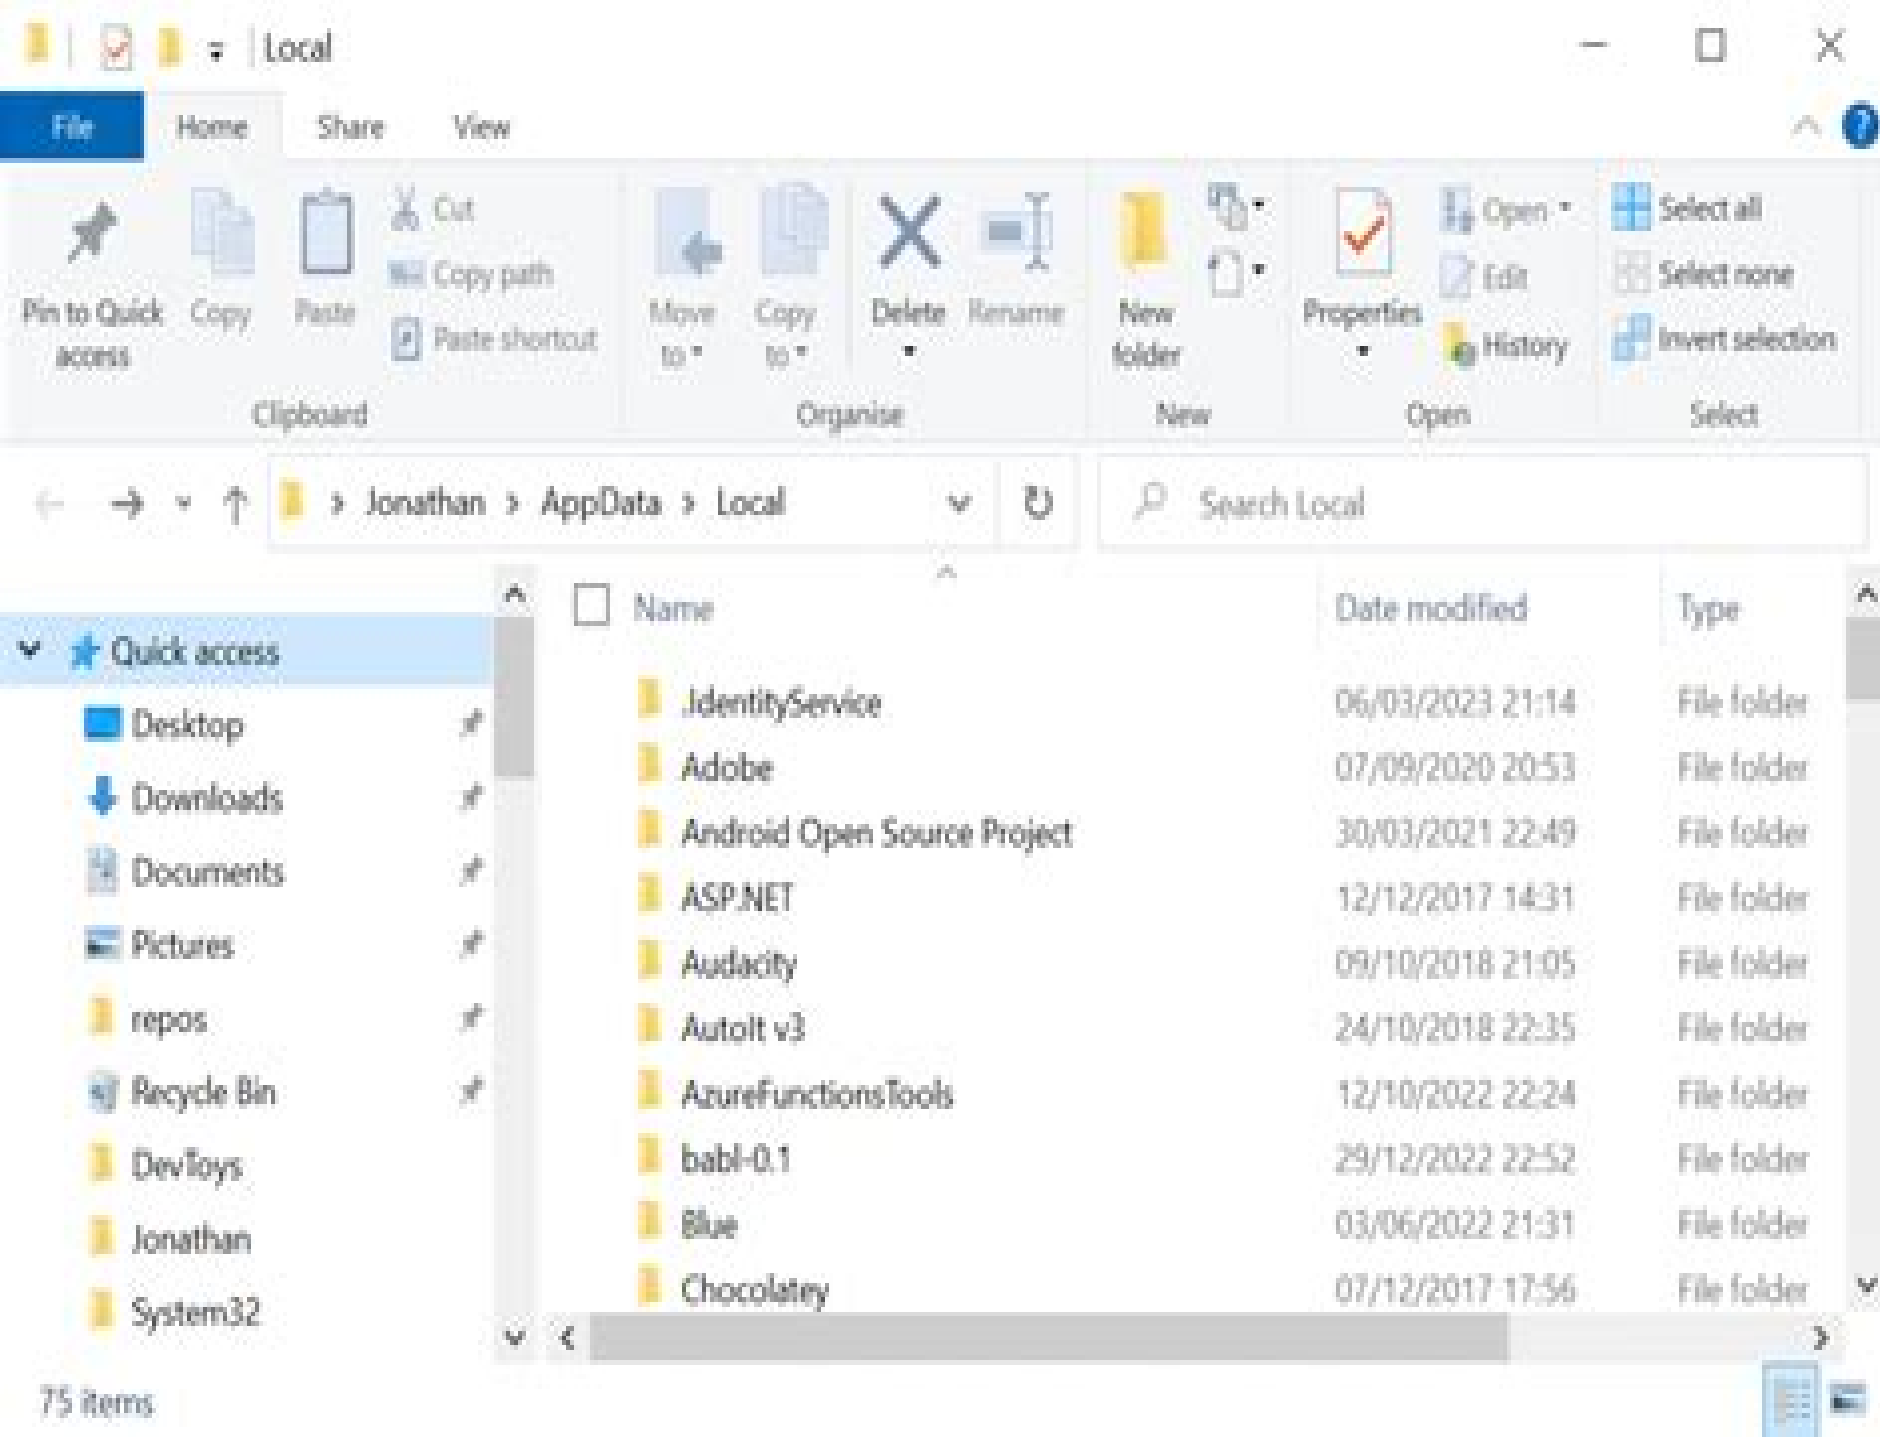 Local
File Home Share View
Pin to Quick access
Copy
Paste
Cut
Copy path
Paste shortcut
Clipboard
Move to
Copy to
Delete
Rename
Organise
New folder
New
Properties
Open
Edit
History
Open
Select all
Select none
Invert selection
Select
Jonathan > AppData > Local
Search Local
Quick access
Desktop
Downloads
Documents
Pictures
repos
Recycle Bin
DevToys
Jonathan
System32
Name Date modified Type
.IdentityService 06/03/2023 21:14 File folder
Adobe 07/09/2020 20:53 File folder
Android Open Source Project 30/03/2021 22:49 File folder
ASP.NET 12/12/2017 14:31 File folder
Audacity 09/10/2018 21:05 File folder
AutoIt v3 24/10/2018 22:35 File folder
AzureFunctionsTools 12/10/2022 22:24 File folder
babl-0.1 29/12/2022 22:52 File folder
Blue 03/06/2022 21:31 File folder
Chocolatey 07/12/2017 17:56 File folder
75 items